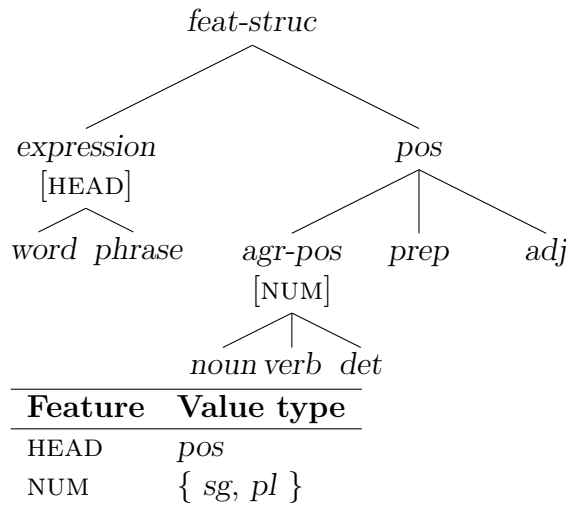 feat-struc
expression pos
[HEAD]
word phrase agr-pos prep adj
[NUM]
noun verb det
Feature Value type
HEAD pos
NUM { sg, pl }